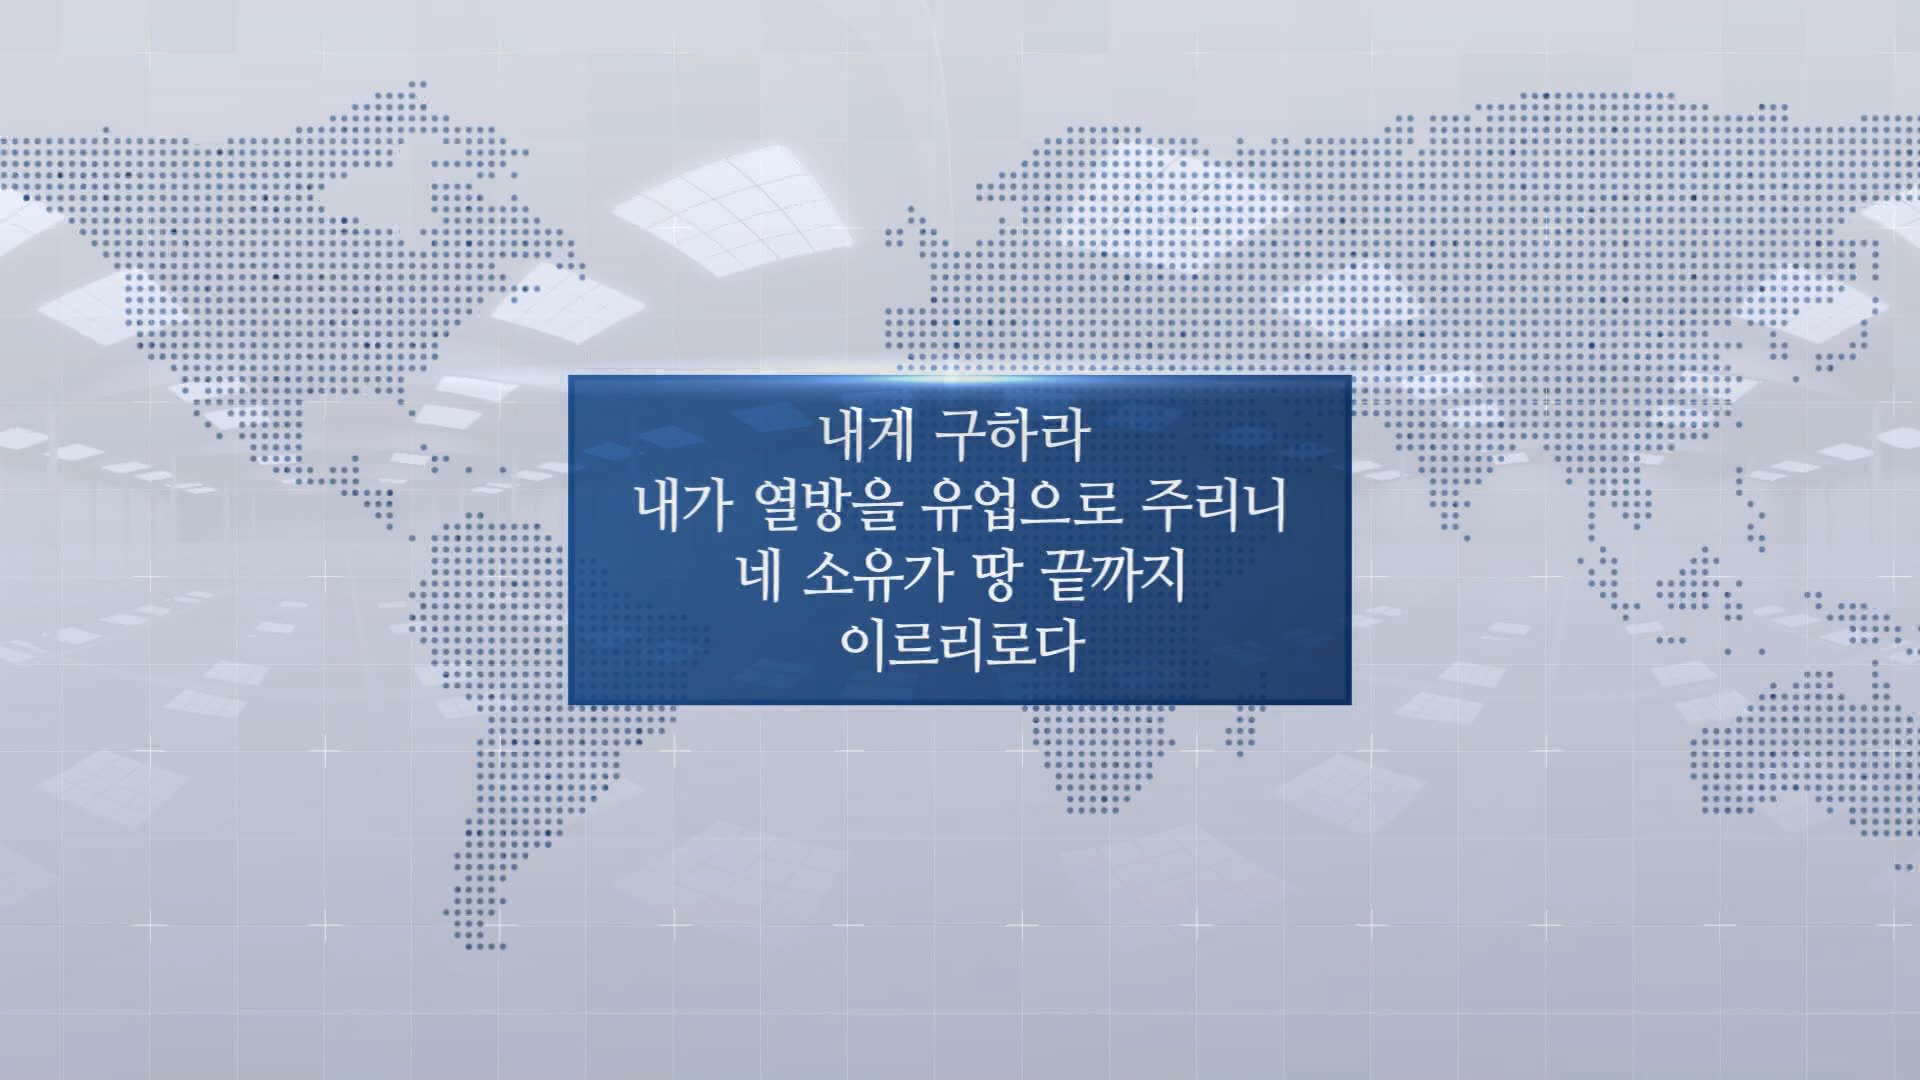 내게 구하라
내가 열방을 유업으로 주리니
네 소유가 땅 끝까지
이르리로다